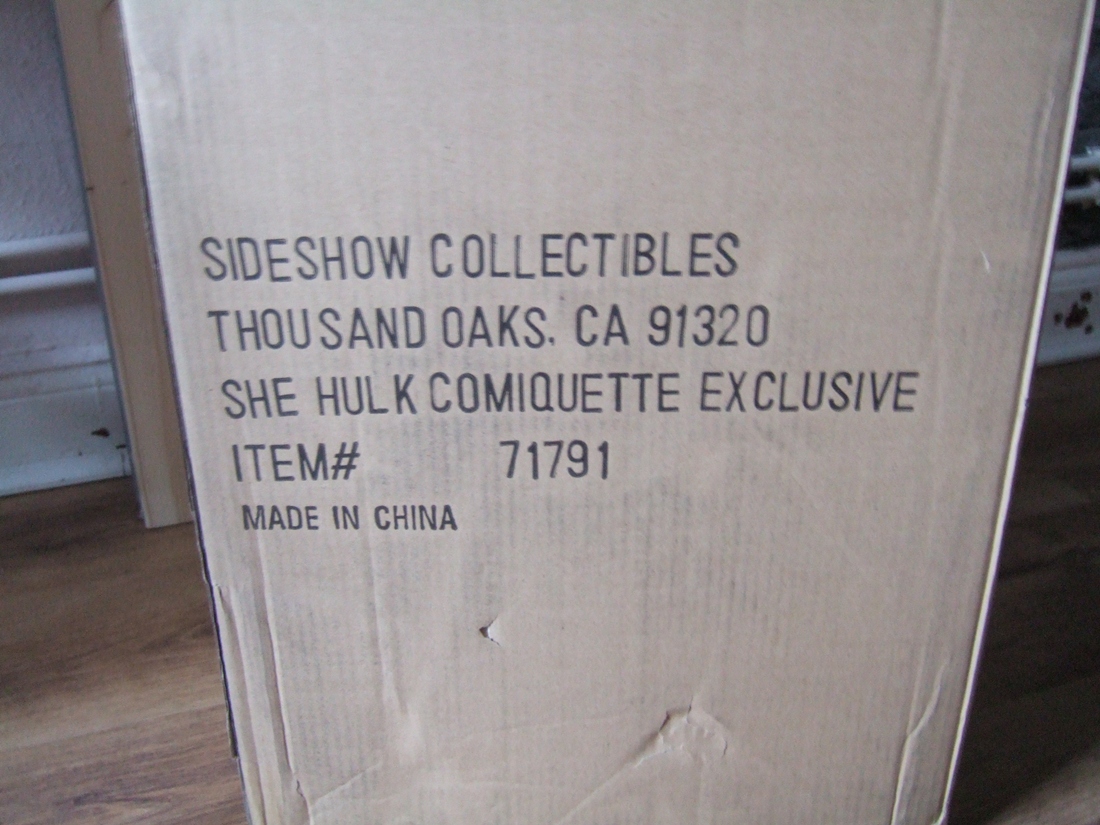 SIDESHOW COLLECTIBLES
THOUSAND OAKS. CA 91320
SHE HULK COMIQUETTE EXCLUSIVE
ITEM# 71791
MADE IN CHINA